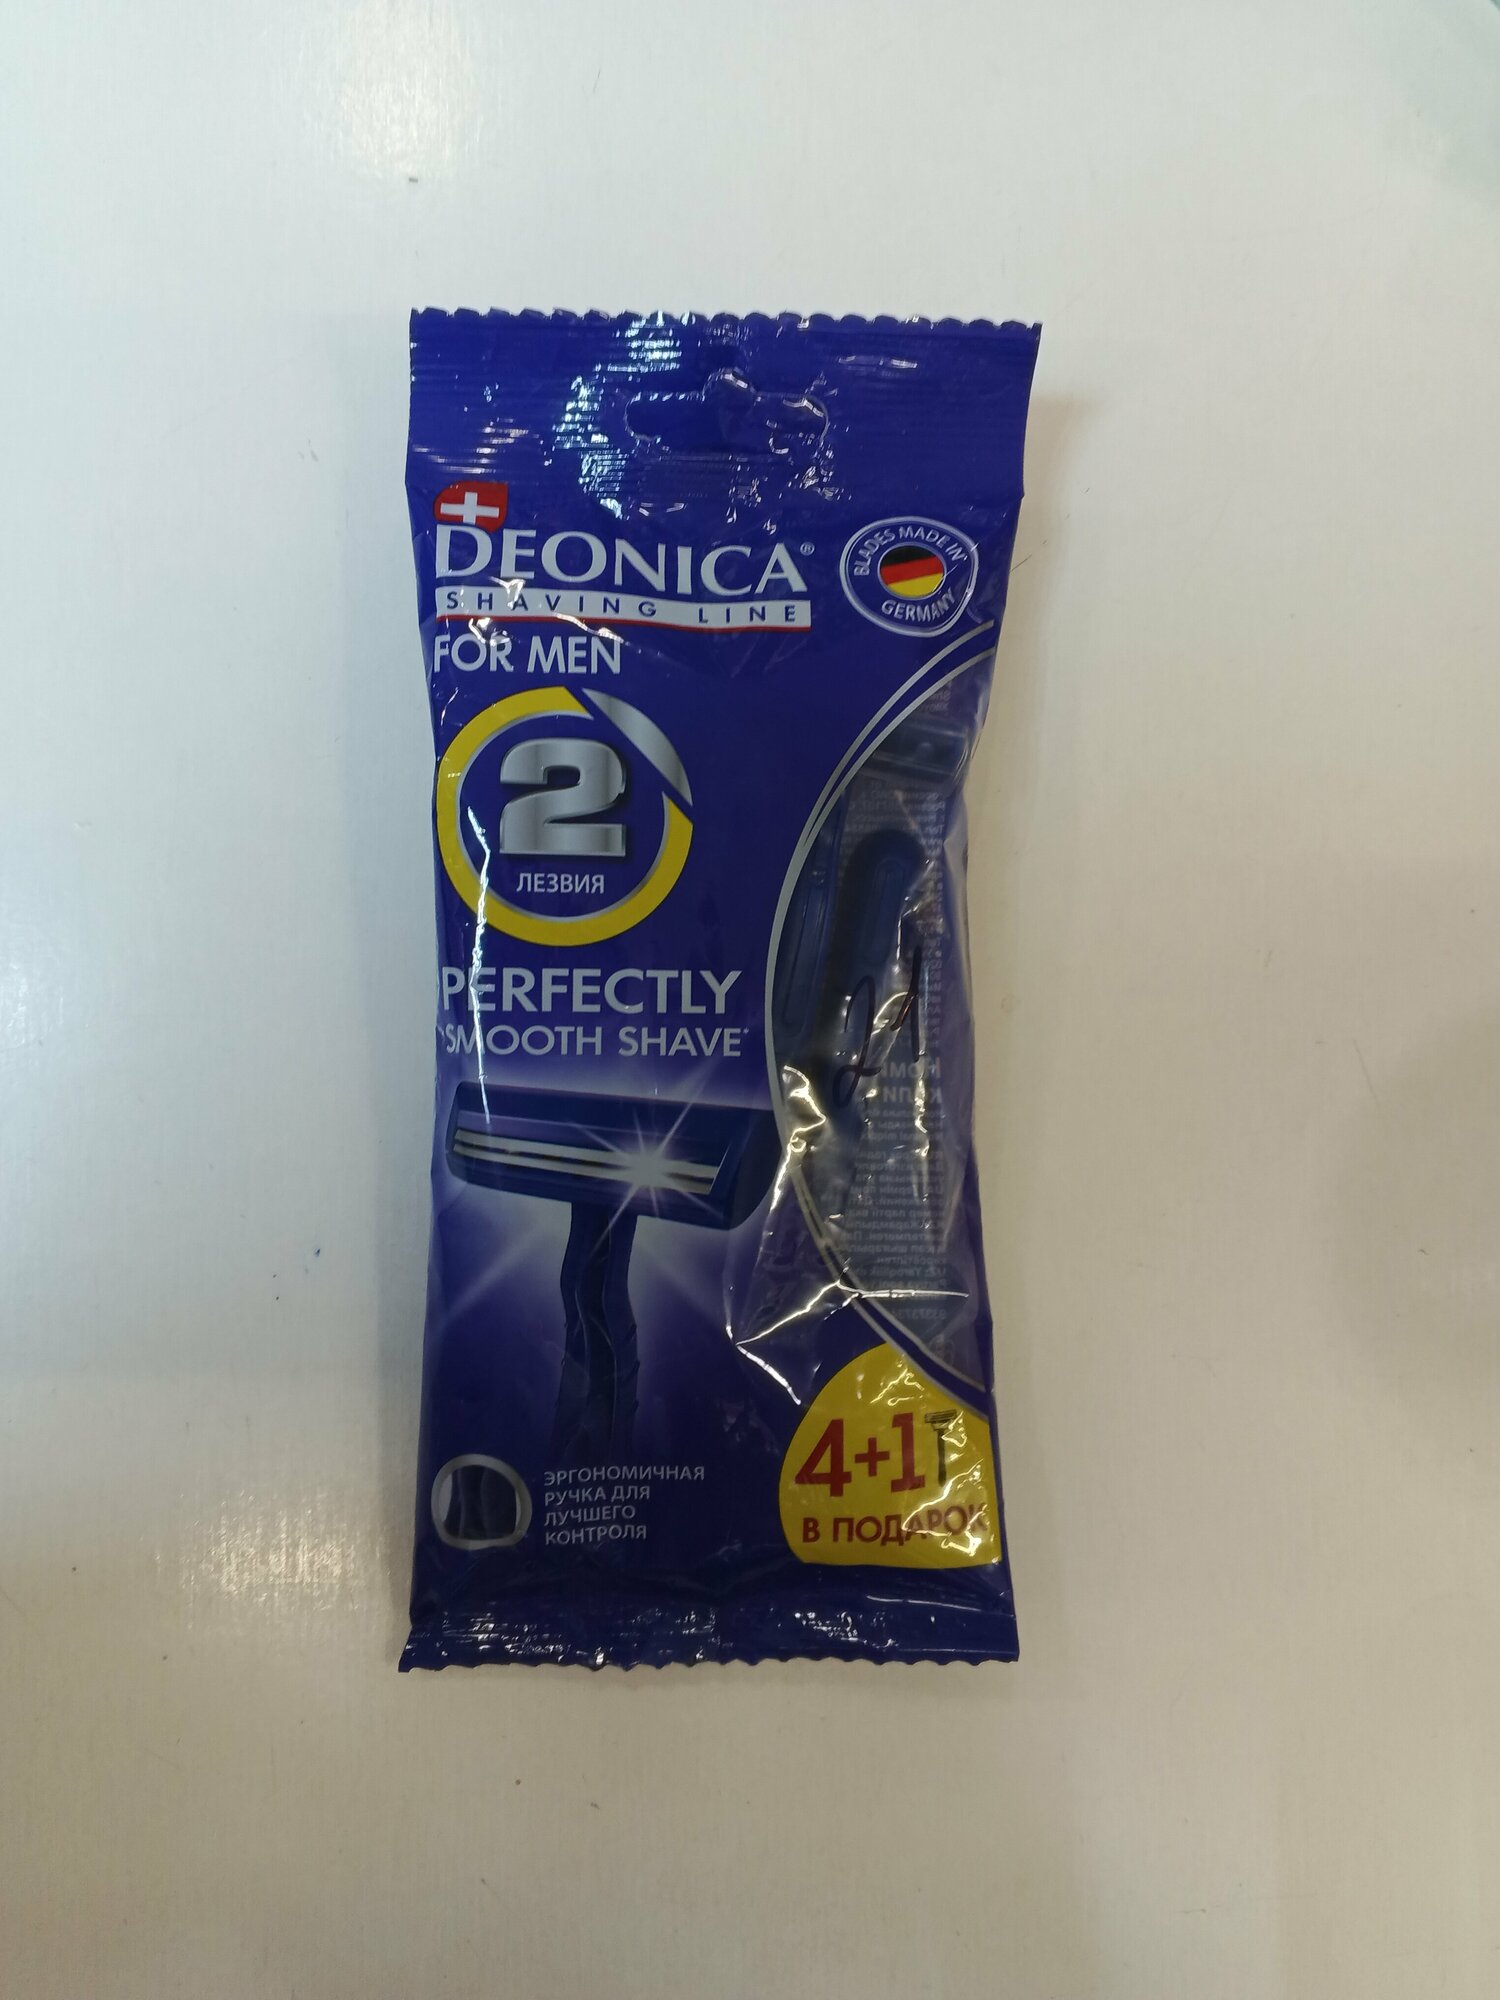 DEONICA®
SHAVING LINE
FOR MEN
BLADES MADE IN
GERMANY
2
ЛЕЗВИЯ
PERFECTLY
SMOOTH SHAVE*
21
ЭРГОНОМИЧНАЯ
РУЧКА ДЛЯ
ЛУЧШЕГО
КОНТРОЛЯ
4+1
В ПОДАРОК